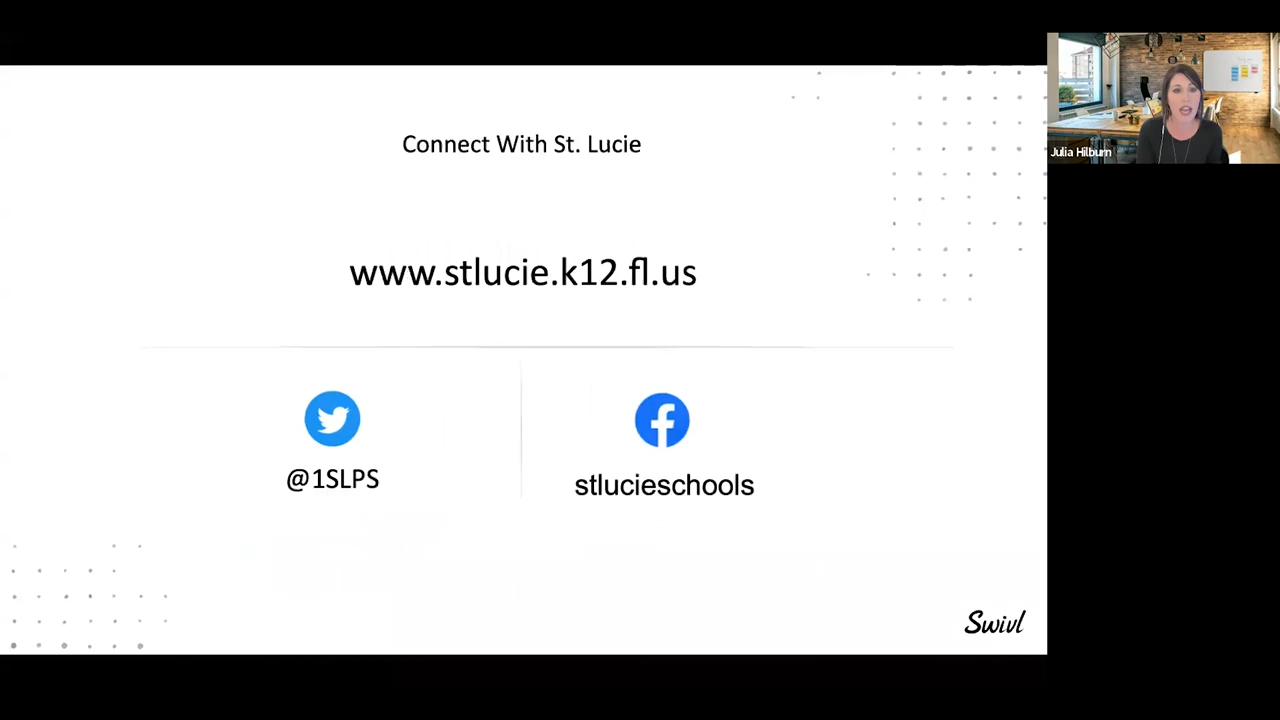 Connect With St. Lucie
www.stlucie.k12.fl.us
@1SLPS
stlucieschools
Swivl
Julia Hilburn